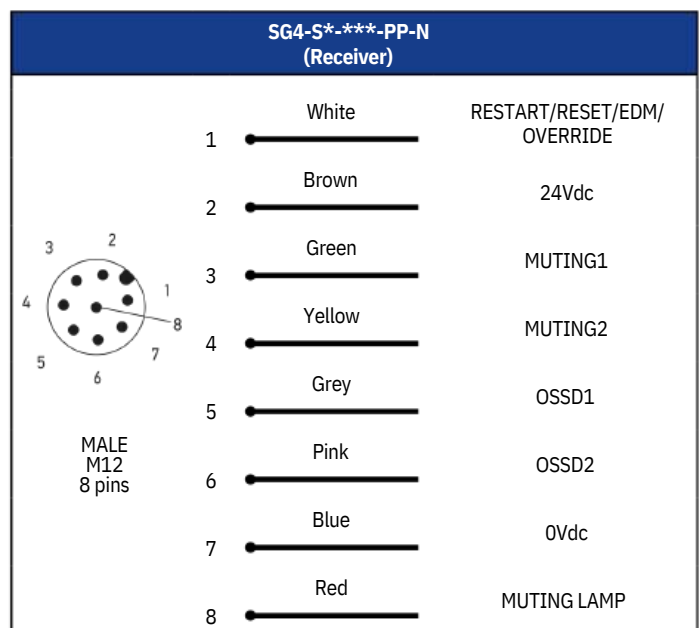 SG4-S*-***-PP-N
(Receiver)
1 White RESTART/RESET/EDM/
OVERRIDE
2 Brown 24Vdc
3 Green MUTING1
4 Yellow MUTING2
5 Grey OSSD1
6 Pink OSSD2
7 Blue 0Vdc
8 Red MUTING LAMP
3 2
4 1
8
5 7
6
MALE
M12
8 pins